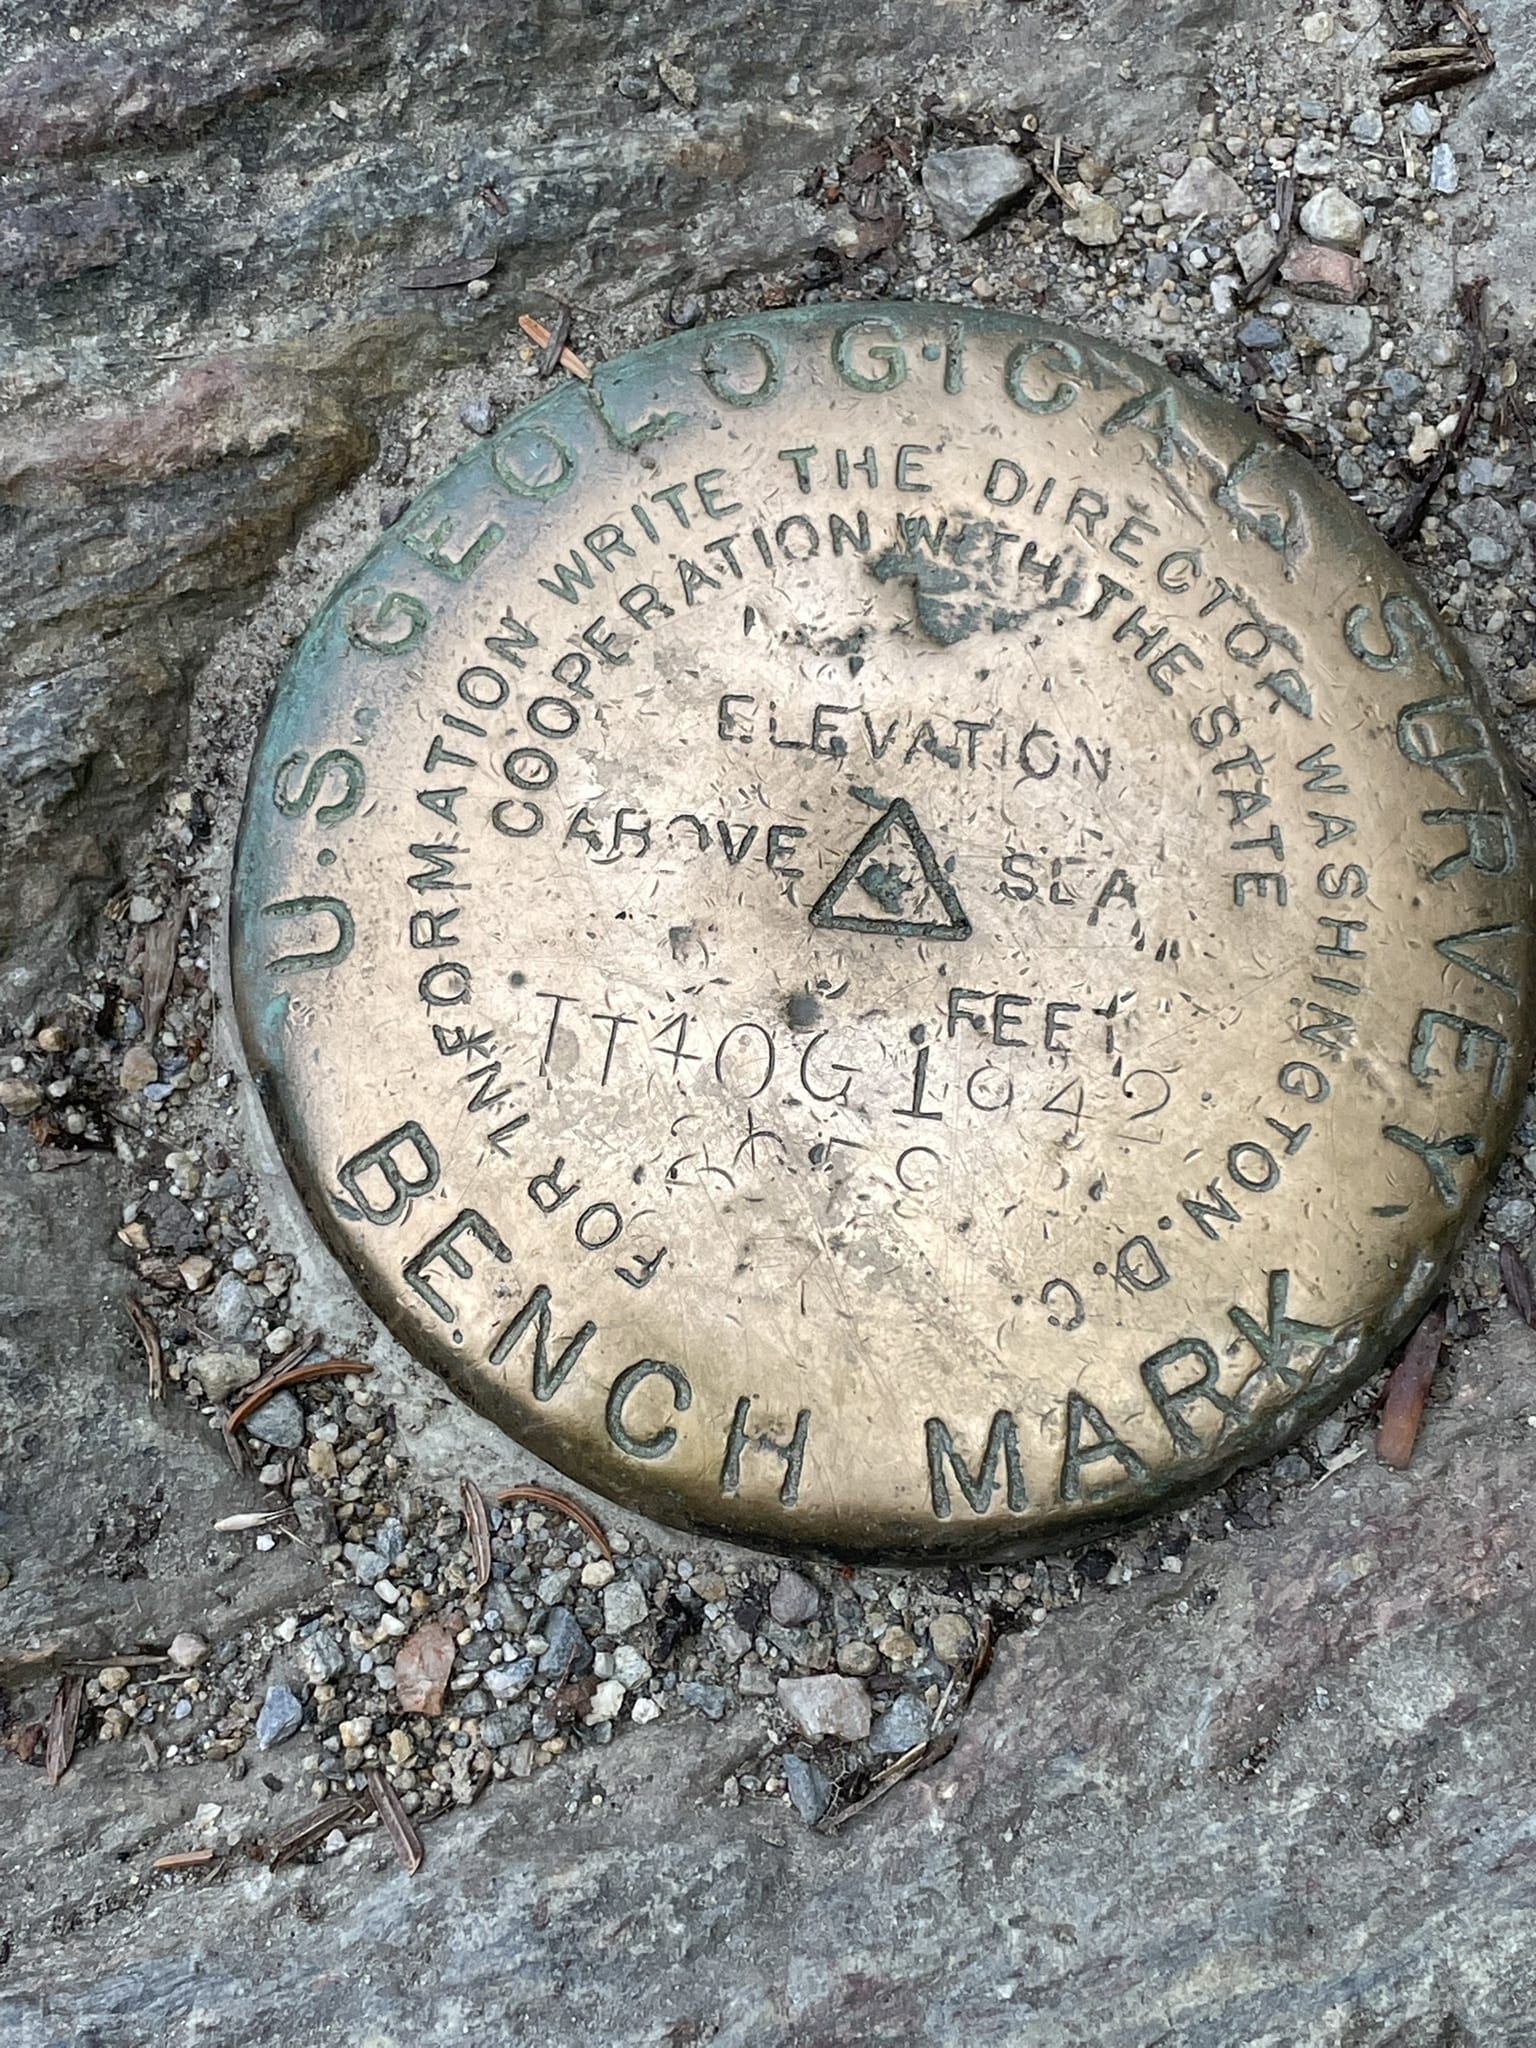 U.S. GEOLOGICAL SURVEY,
FOR INFORMATION WRITE THE DIRECTOR WASHINGTON, D.C.
COOPERATION WITH THE STATE
ELEVATION
ABOVE SEA
FEET
TT40G 1942
BENCH MARK